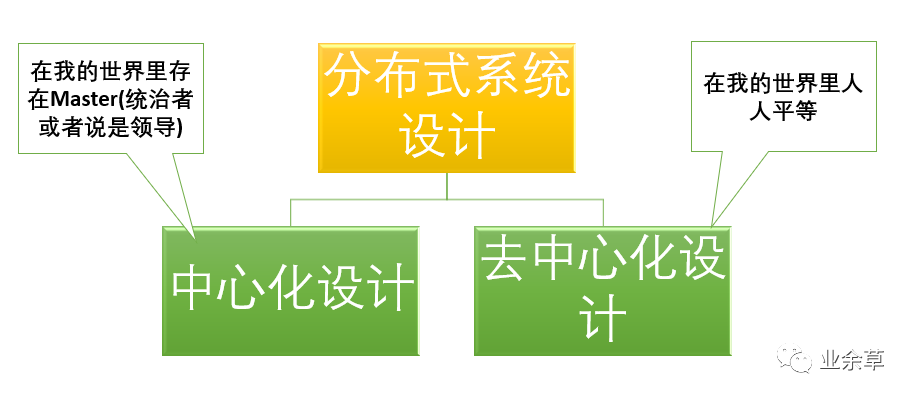 在我的世界里存
在Master(统治者
或者说是领导)
分布式系统
设计
在我的世界里人
人平等
中心化设计
去中心化设
计
业余草